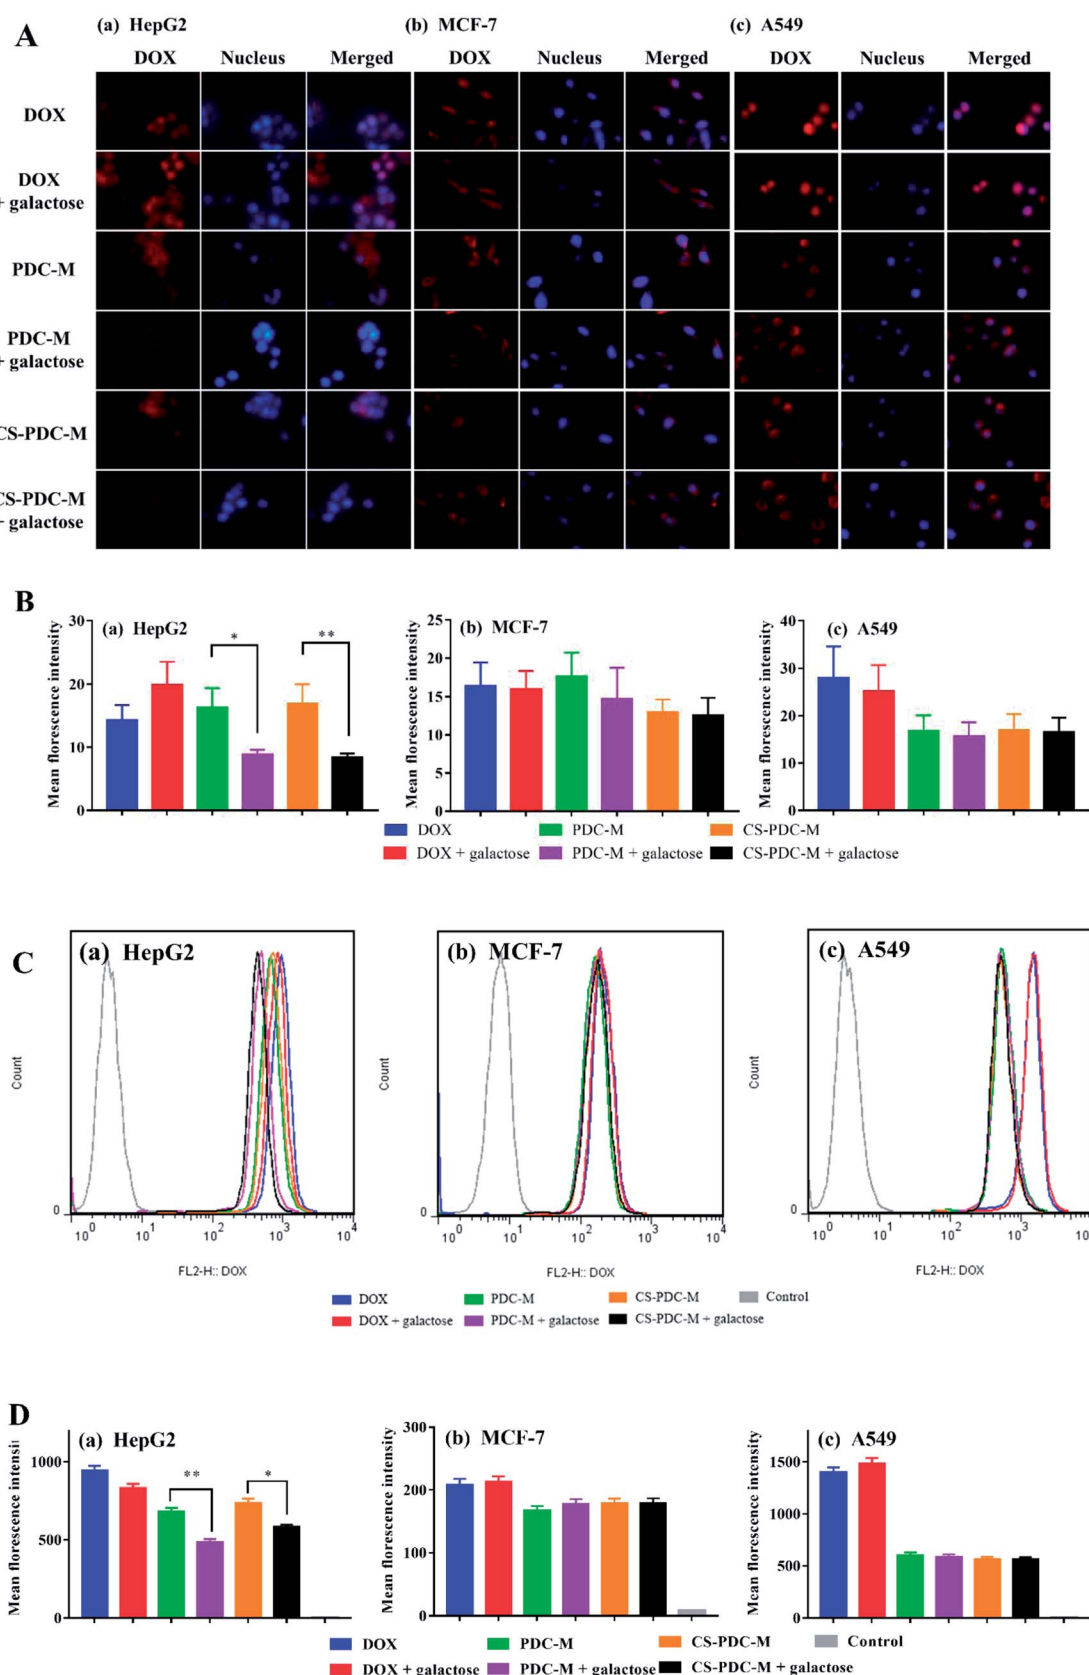 A
(a) HepG2
(b) MCF-7
(c) A549
DOX Nucleus Merged
DOX Nucleus Merged
DOX Nucleus Merged
DOX
DOX
+ galactose
PDC-M
PDC-M
+ galactose
CS-PDC-M
CS-PDC-M
+ galactose
B
(a) HepG2
Mean florescence intensity
30
20
10
0
*
**
(b) MCF-7
Mean florescence intensity
25
20
15
10
5
0
(c) A549
Mean florescence intensity
40
30
20
10
0
DOX
PDC-M
CS-PDC-M
DOX + galactose
PDC-M + galactose
CS-PDC-M + galactose
C
(a) HepG2
Count
0
10^0 10^1 10^2 10^3 10^4
FL2-H:: DOX
(b) MCF-7
Count
0
10^0 10^1 10^2 10^3 10^4
FL2-H:: DOX
(c) A549
Count
0
10^0 10^1 10^2 10^3
FL2-H:: DOX
DOX
PDC-M
CS-PDC-M
Control
DOX + galactose
PDC-M + galactose
CS-PDC-M + galactose
D
(a) HepG2
Mean florescence intensi
1000
500
0
**
*
(b) MCF-7
Mean florescence intensity
300
200
100
0
(c) A549
Mean florescence intensity
1500
1000
500
0
DOX
PDC-M
CS-PDC-M
Control
DOX + galactose
PDC-M + galactose
CS-PDC-M + galactose